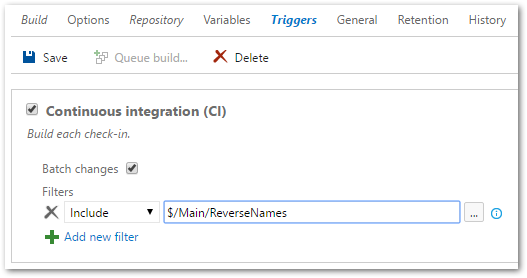 Build Options Repository Variables Triggers General Retention History
Save Queue build... Delete
Continuous integration (CI)
Build each check-in.
Batch changes
Filters
Include $/Main/ReverseNames ...
Add new filter